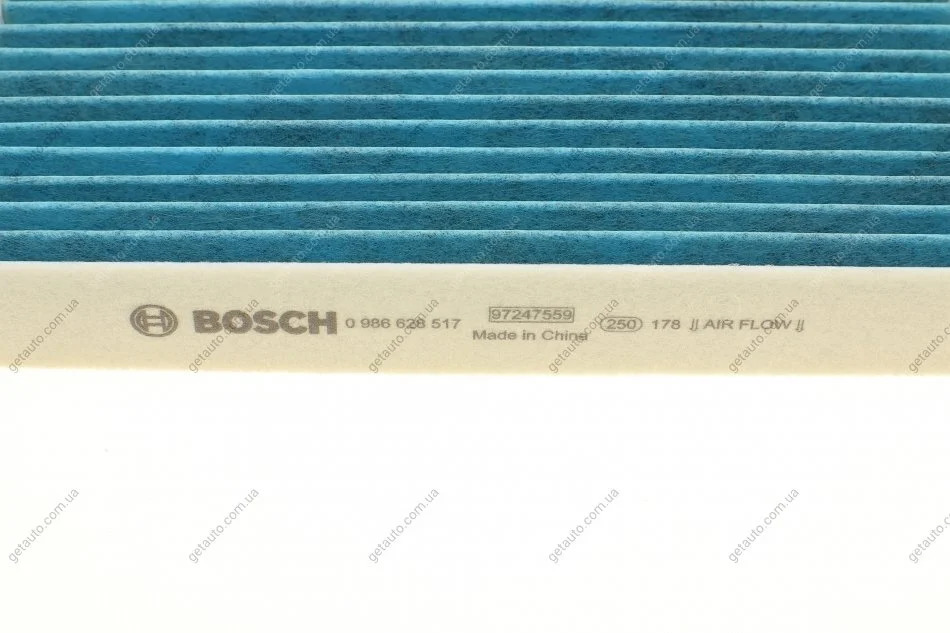 BOSCH 0 986 628 517 97247559 250 178 AIR FLOW
Made in China
getauto.com.ua